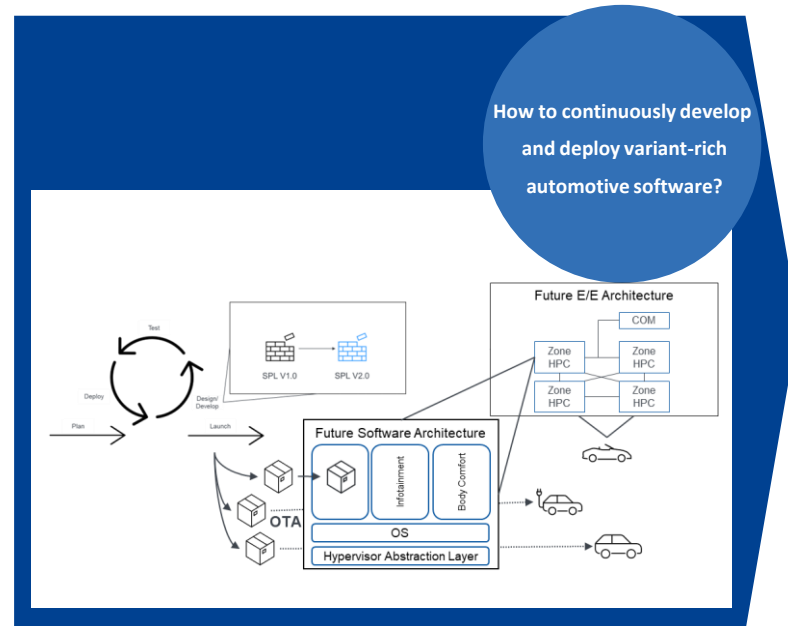 How to continuously develop
and deploy variant-rich
automotive software?
Future E/E Architecture
COM
Zone
HPC
Zone
HPC
Zone
HPC
Zone
HPC
Test
Deploy
Design/
Develop
Plan
Launch
SPL V1.0
SPL V2.0
Future Software Architecture
Infotainment
Body Comfort
OS
Hypervisor Abstraction Layer
OTA